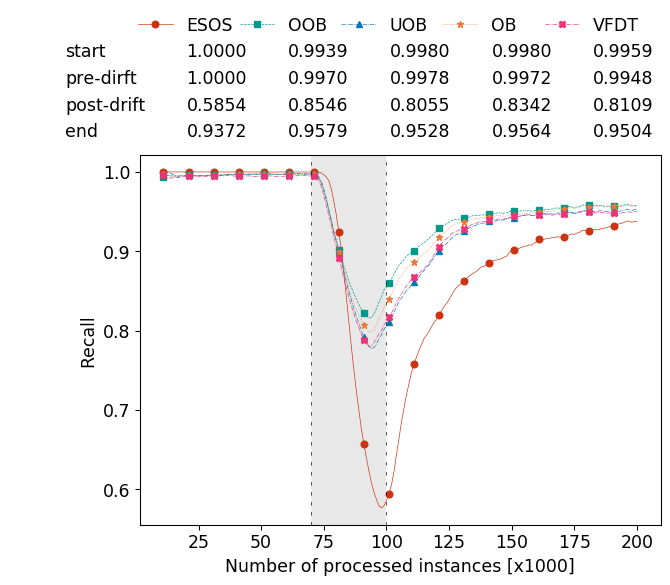 ESOS OOB UOB OB VFDT
start 1.0000 0.9939 0.9980 0.9980 0.9959
pre-dirft 1.0000 0.9970 0.9978 0.9972 0.9948
post-drift 0.5854 0.8546 0.8055 0.8342 0.8109
end 0.9372 0.9579 0.9528 0.9564 0.9504
1.0
0.9
0.8
0.7
0.6
Recall
25 50 75 100 125 150 175 200
Number of processed instances [x1000]